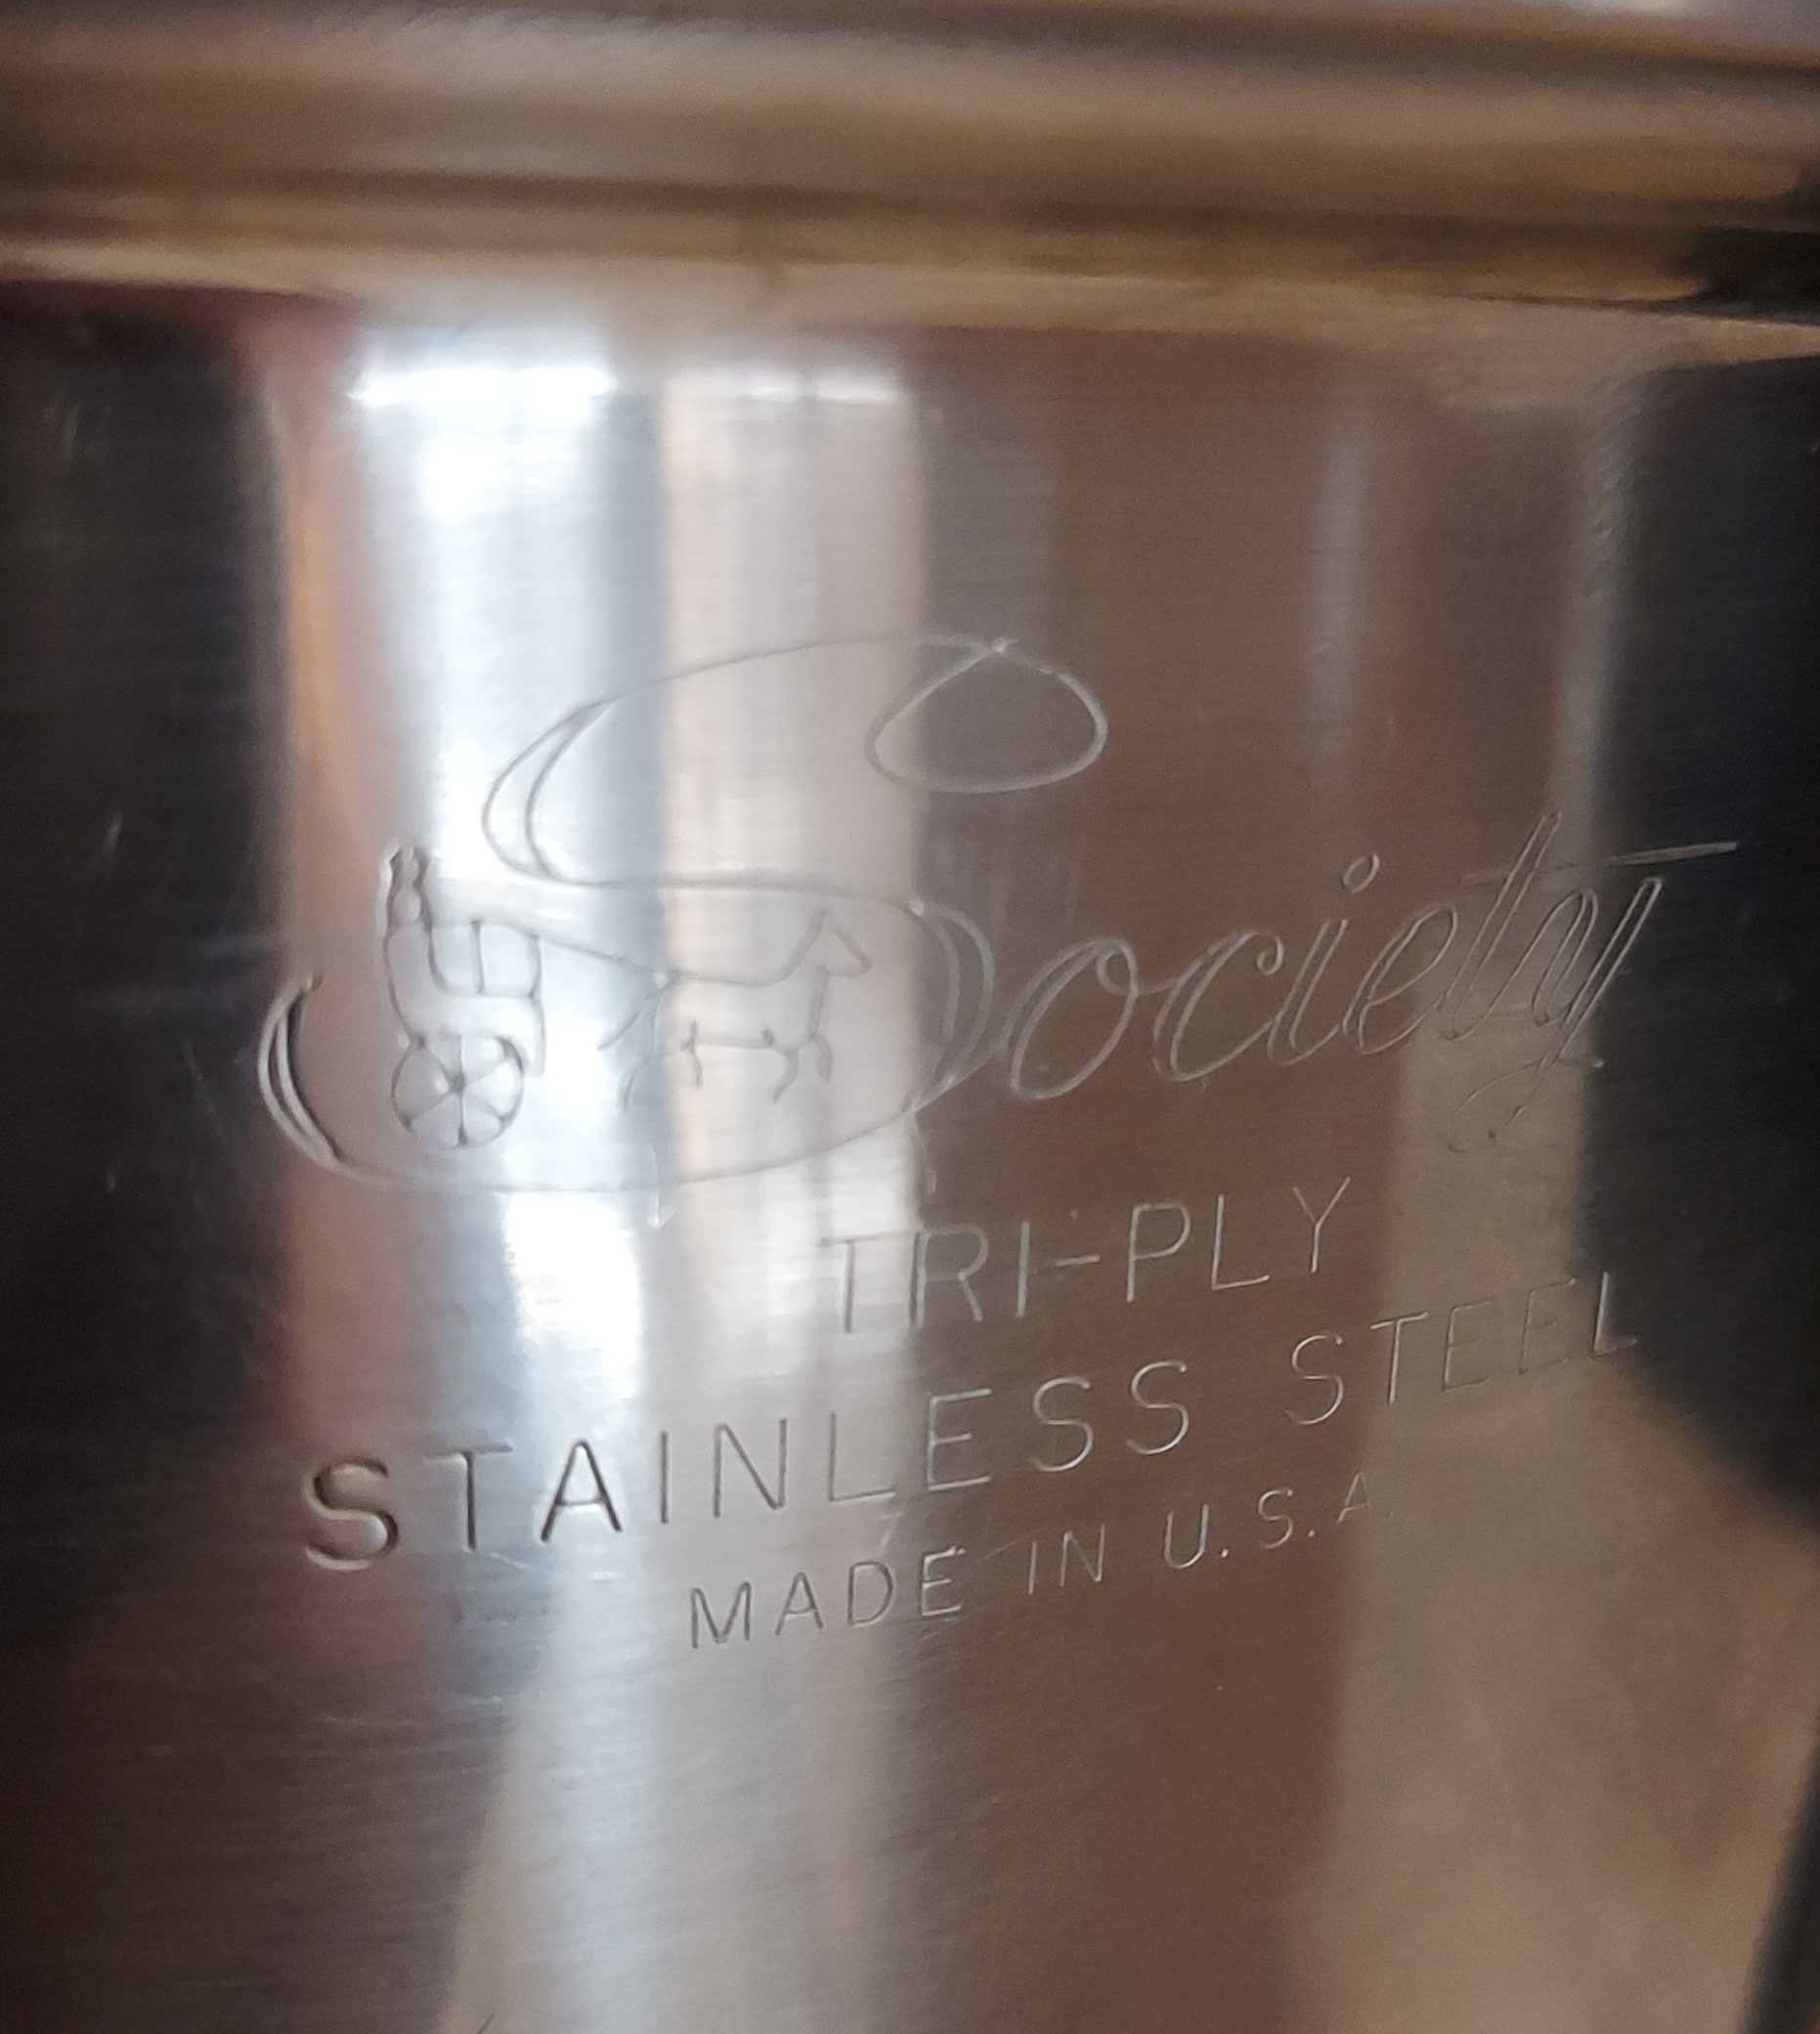 Society
TRI-PLY
STAINLESS STEEL
MADE IN U.S.A.